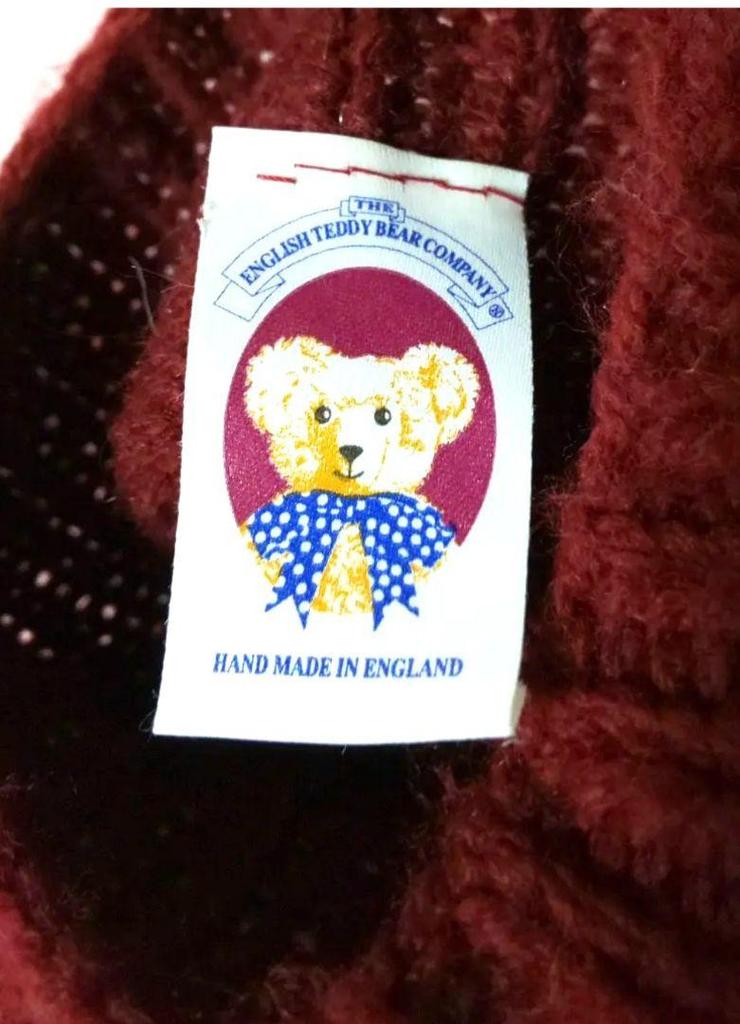 THE
ENGLISH TEDDY BEAR COMPANY ®
HAND MADE IN ENGLAND